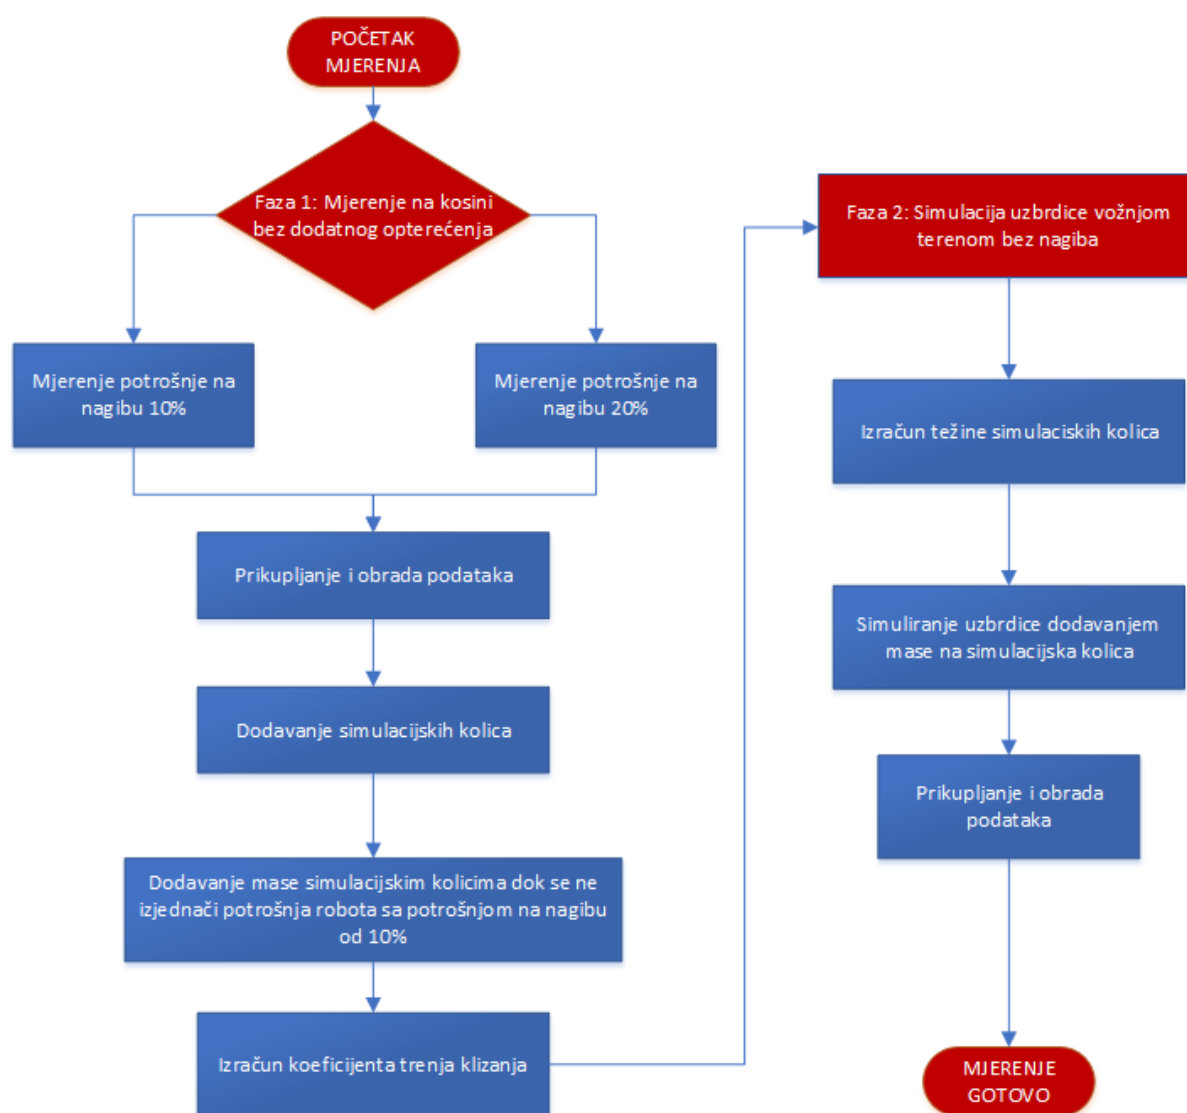 POČETAK
MJERENJA
Faza 1: Mjerenje na kosini
bez dodatnog opterećenja
Mjerenje potrošnje na
nagibu 10%
Mjerenje potrošnje na
nagibu 20%
Prikupljanje i obrada podataka
Dodavanje simulacijskih kolica
Dodavanje mase simulacijskim kolicima dok se ne
izjednači potrošnja robota sa potrošnjom na nagibu
od 10%
Izračun koeficijenta trenja klizanja
Faza 2: Simulacija uzbrdice vožnjom
terenom bez nagiba
Izračun težine simulaciskih kolica
Simuliranje uzbrdice dodavanjem
mase na simulacijska kolica
Prikupljanje i obrada
podataka
MJERENJE
GOTOVO